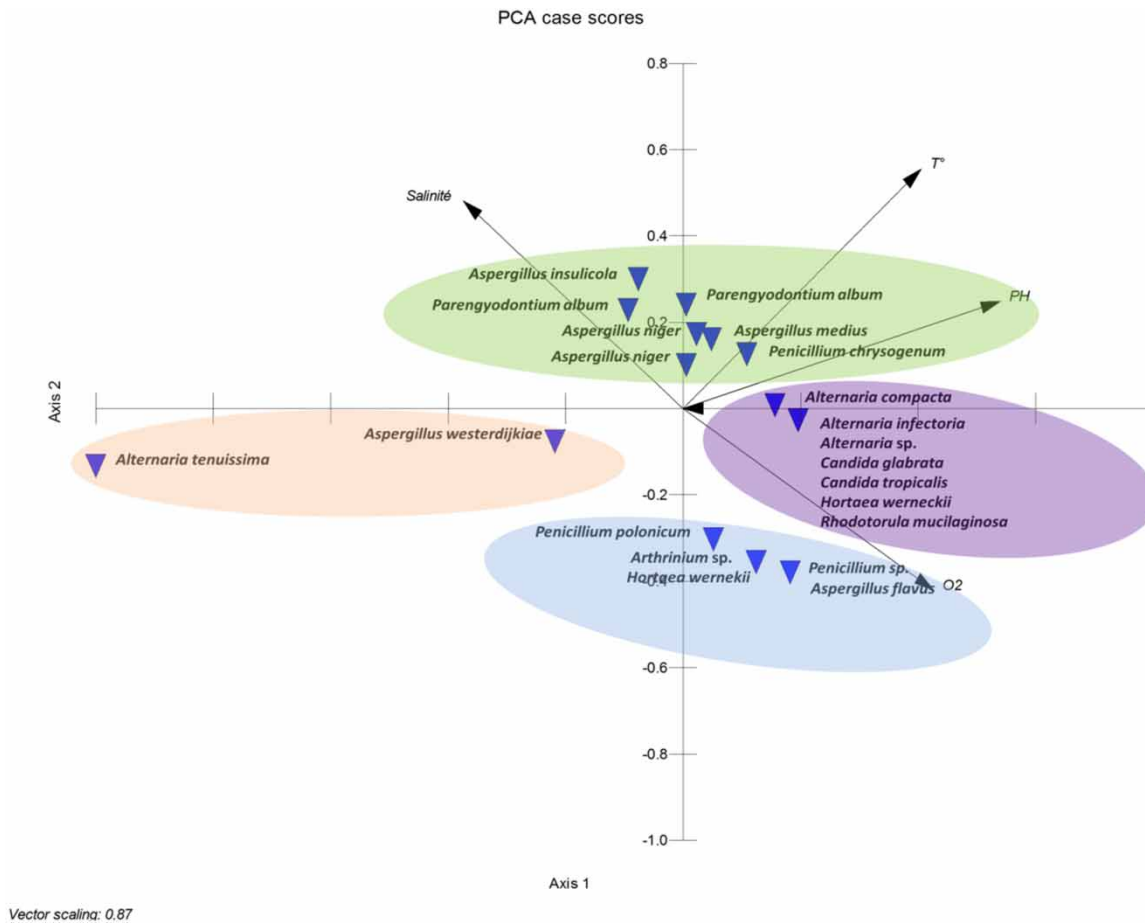 PCA case scores
0.8
0.6
T°
Salinité
0.4
Aspergillus insulicola
Parengyodontium album
PH
Parengyodontium album
0.2
Aspergillus niger
Aspergillus medius
Aspergillus niger
Penicillium chrysogenum
Axis 2
Alternaria compacta
Aspergillus westerdijkiae
Alternaria infectoria
Alternaria tenuissima
Alternaria sp.
Candida glabrata
Candida tropicalis
-0.2
Hortaea werneckii
Rhodotorula mucilaginosa
Penicillium polonicum
Arthrinium sp.
Penicillium sp.
Hortaea wernekii
-0.4
Aspergillus flavus
O2
-0.6
-0.8
-1.0
Axis 1
Vector scaling: 0.87